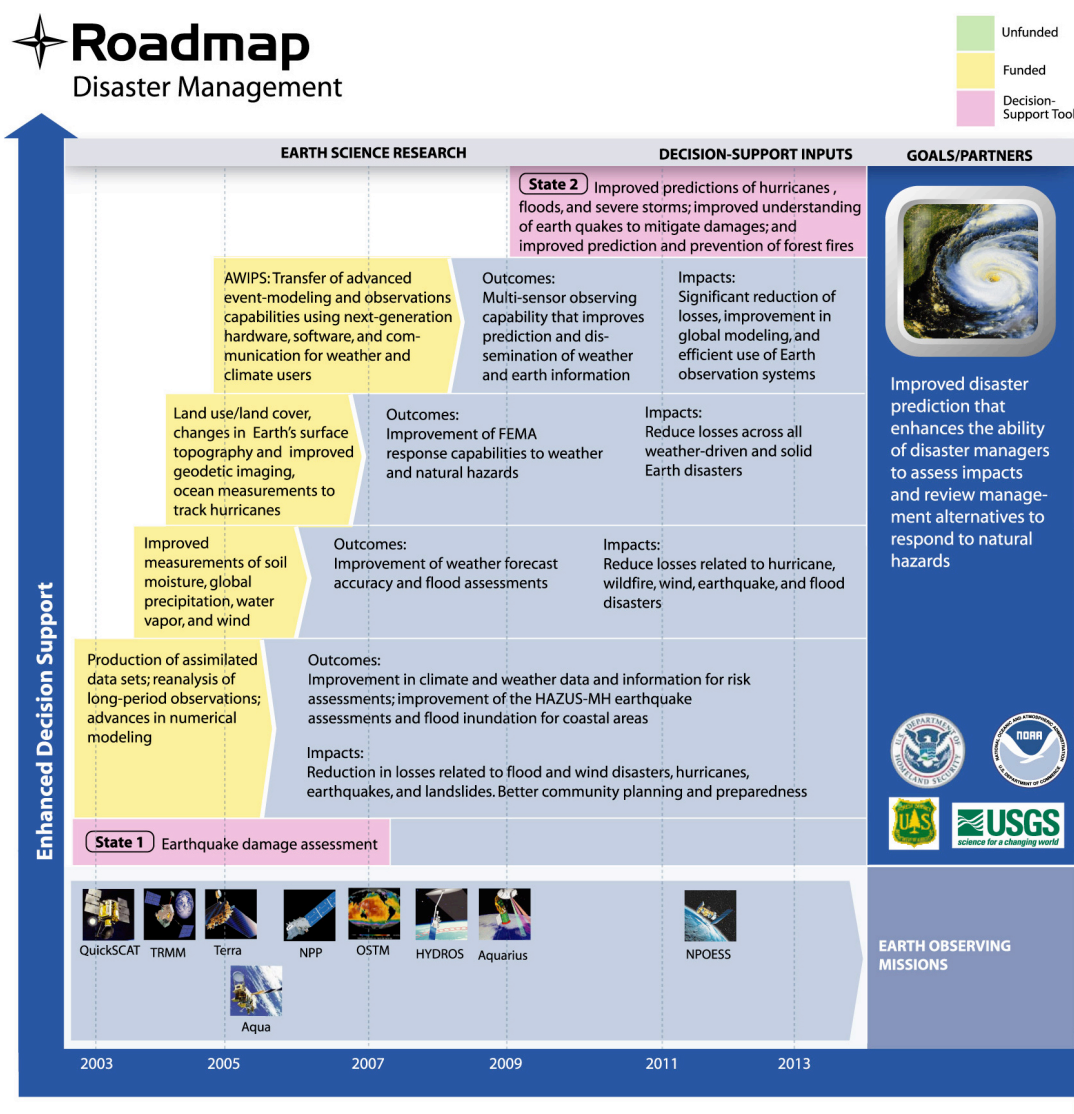 Roadmap
Disaster Management
Unfunded
Funded
Decision-
Support Tool
EARTH SCIENCE RESEARCH
DECISION-SUPPORT INPUTS
GOALS/PARTNERS
State 2 Improved predictions of hurricanes ,
floods, and severe storms; improved understanding
of earth quakes to mitigate damages; and
improved prediction and prevention of forest fires
AWIPS: Transfer of advanced
event-modeling and observations
capabilities using next-generation
hardware, software, and com-
munication for weather and
climate users
Outcomes:
Multi-sensor observing
capability that improves
prediction and dis-
semination of weather
and earth information
Impacts:
Significant reduction of
losses, improvement in
global modeling, and
efficient use of Earth
observation systems
Land use/land cover,
changes in Earth's surface
topography and improved
geodetic imaging,
ocean measurements to
track hurricanes
Outcomes:
Improvement of FEMA
response capabilities to weather
and natural hazards
Impacts:
Reduce losses across all
weather-driven and solid
Earth disasters
Improved
measurements of soil
moisture, global
precipitation, water
vapor, and wind
Outcomes:
Improvement of weather forecast
accuracy and flood assessments
Impacts:
Reduce losses related to hurricane,
wildfire, wind, earthquake, and flood
disasters
Production of assimilated
data sets; reanalysis of
long-period observations;
advances in numerical
modeling
Outcomes:
Improvement in climate and weather data and information for risk
assessments; improvement of the HAZUS-MH earthquake
assessments and flood inundation for coastal areas
Impacts:
Reduction in losses related to flood and wind disasters, hurricanes,
earthquakes, and landslides. Better community planning and preparedness
State 1 Earthquake damage assessment
Enhanced Decision Support
Improved disaster
prediction that
enhances the ability
of disaster managers
to assess impacts
and review manage-
ment alternatives to
respond to natural
hazards
U.S. DEPARTMENT OF
HOMELAND SECURITY
NATIONAL OCEANIC AND ATMOSPHERIC ADMINISTRATION
NOAA
U.S. DEPARTMENT OF COMMERCE
UAS
USGS
science for a changing world
QuickSCAT
TRMM
Terra
NPP
OSTM
HYDROS
Aquarius
NPOESS
Aqua
EARTH OBSERVING
MISSIONS
2003
2005
2007
2009
2011
2013